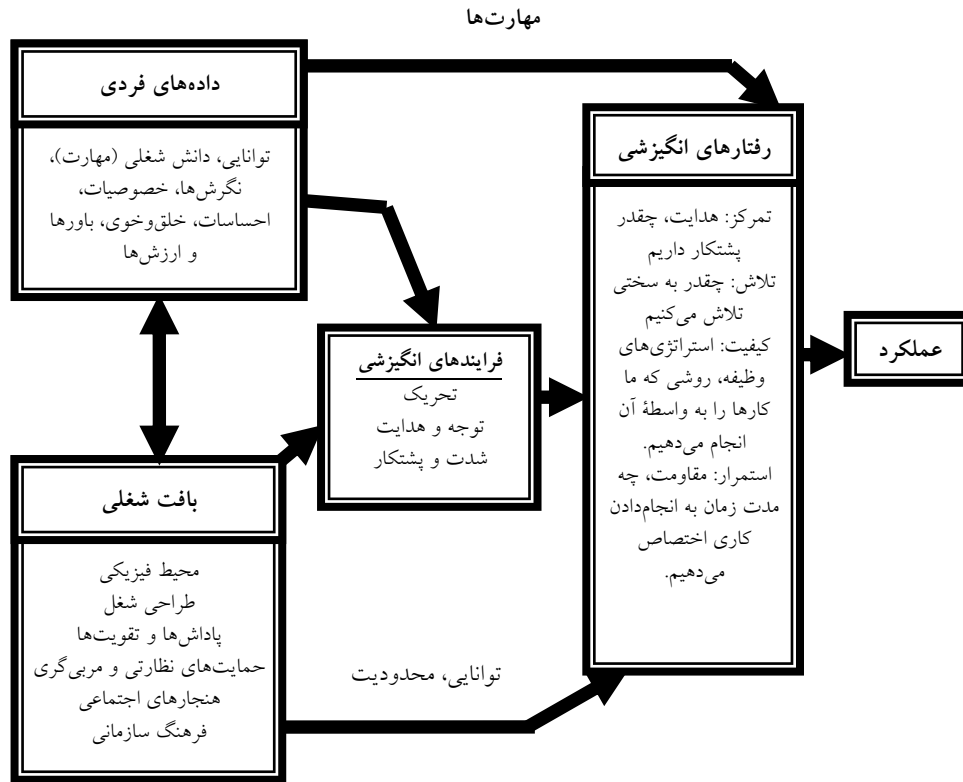 مهارت‌ها
داده‌های فردی
توانایی، دانش شغلی (مهارت)،
نگرش‌ها، خصوصیات،
احساسات، خلق‌وخوی، باورها
و ارزش‌ها
رفتارهای انگیزشی
تمرکز: هدایت، چقدر
پشتکار داریم
تلاش: چقدر به سختی
تلاش می‌کنیم
کیفیت: استراتژی‌های
وظیفه، روشی که ما
کارها را به واسطهٔ آن
انجام می‌دهیم.
استمرار: مقاومت، چه
مدت زمان به انجام‌دادن
کاری اختصاص
می‌دهیم.
عملکرد
فرایندهای انگیزشی
تحریک
توجه و هدایت
شدت و پشتکار
بافت شغلی
محیط فیزیکی
طراحی شغل
پاداش‌ها و تقویت‌ها
حمایت‌های نظارتی و مربی‌گری
هنجارهای اجتماعی
فرهنگ سازمانی
توانایی، محدودیت